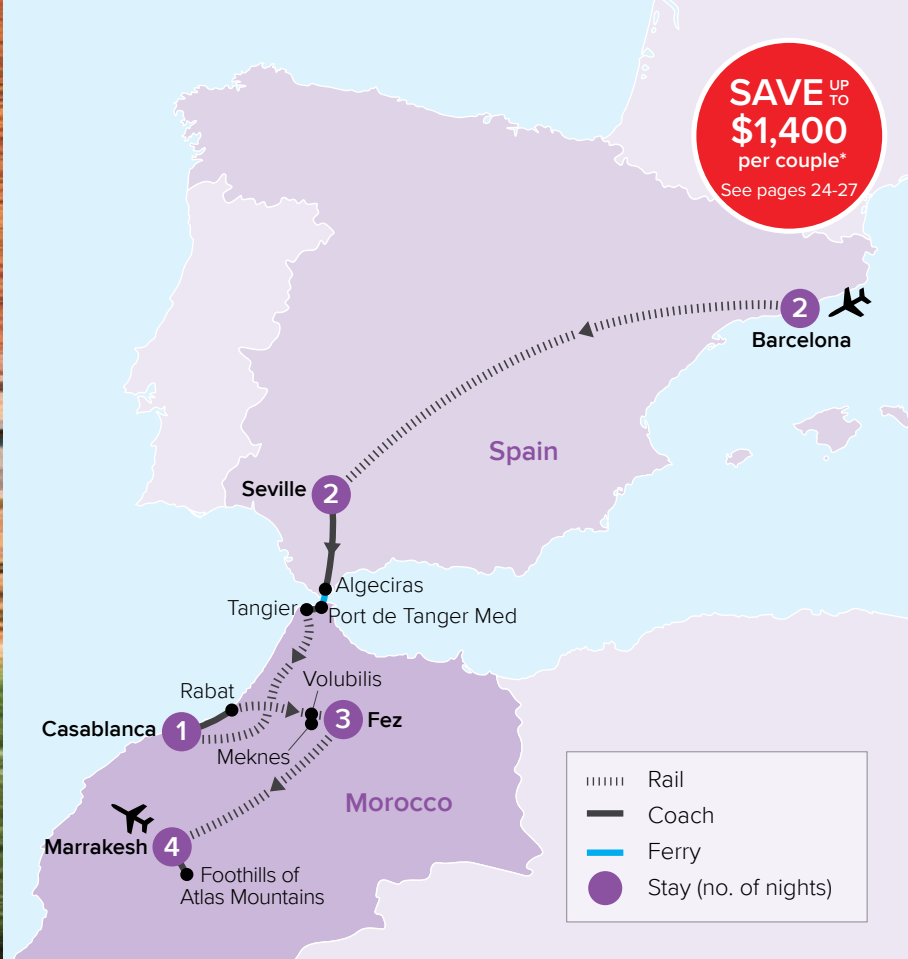 SAVE UP TO
$1,400
per couple*
See pages 24-27
2
Barcelona
Spain
Seville 2
Algeciras
Tangier
Port de Tanger Med
Volubilis
Rabat
3 Fez
Casablanca 1
Meknes
Morocco
Marrakesh 4
Foothills of
Atlas Mountains
Rail
Coach
Ferry
Stay (no. of nights)